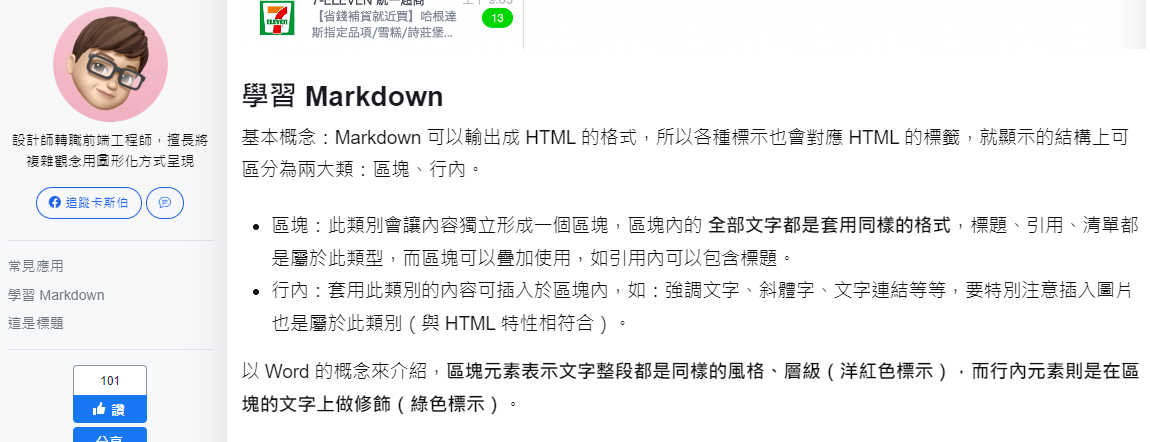 設計師轉職前端工程師，擅長將
複雜觀念用圖形化方式呈現
追蹤卡斯伯
常見應用
學習 Markdown
這是標題
101
讚
分享
7-ELEVEN 統一超商
上午 9:05
【省錢補貨就近買】哈根達
斯指定品項/雪糕/詩莊堡...
13
7
ELEVEN
學習 Markdown
基本概念：Markdown 可以輸出成 HTML 的格式，所以各種標示也會對應 HTML 的標籤，就顯示的結構上可
區分為兩大類：區塊、行內。
區塊：此類別會讓內容獨立形成一個區塊，區塊內的 全部文字都是套用同樣的格式，標題、引用、清單都
是屬於此類型，而區塊可以疊加使用，如引用內可以包含標題。
行內：套用此類別的內容可插入於區塊內，如：強調文字、斜體字、文字連結等等，要特別注意插入圖片
也是屬於此類別（與 HTML 特性相符合）。
以 Word 的概念來介紹，區塊元素表示文字整段都是同樣的風格、層級（洋紅色標示），而行內元素則是在區
塊的文字上做修飾（綠色標示）。